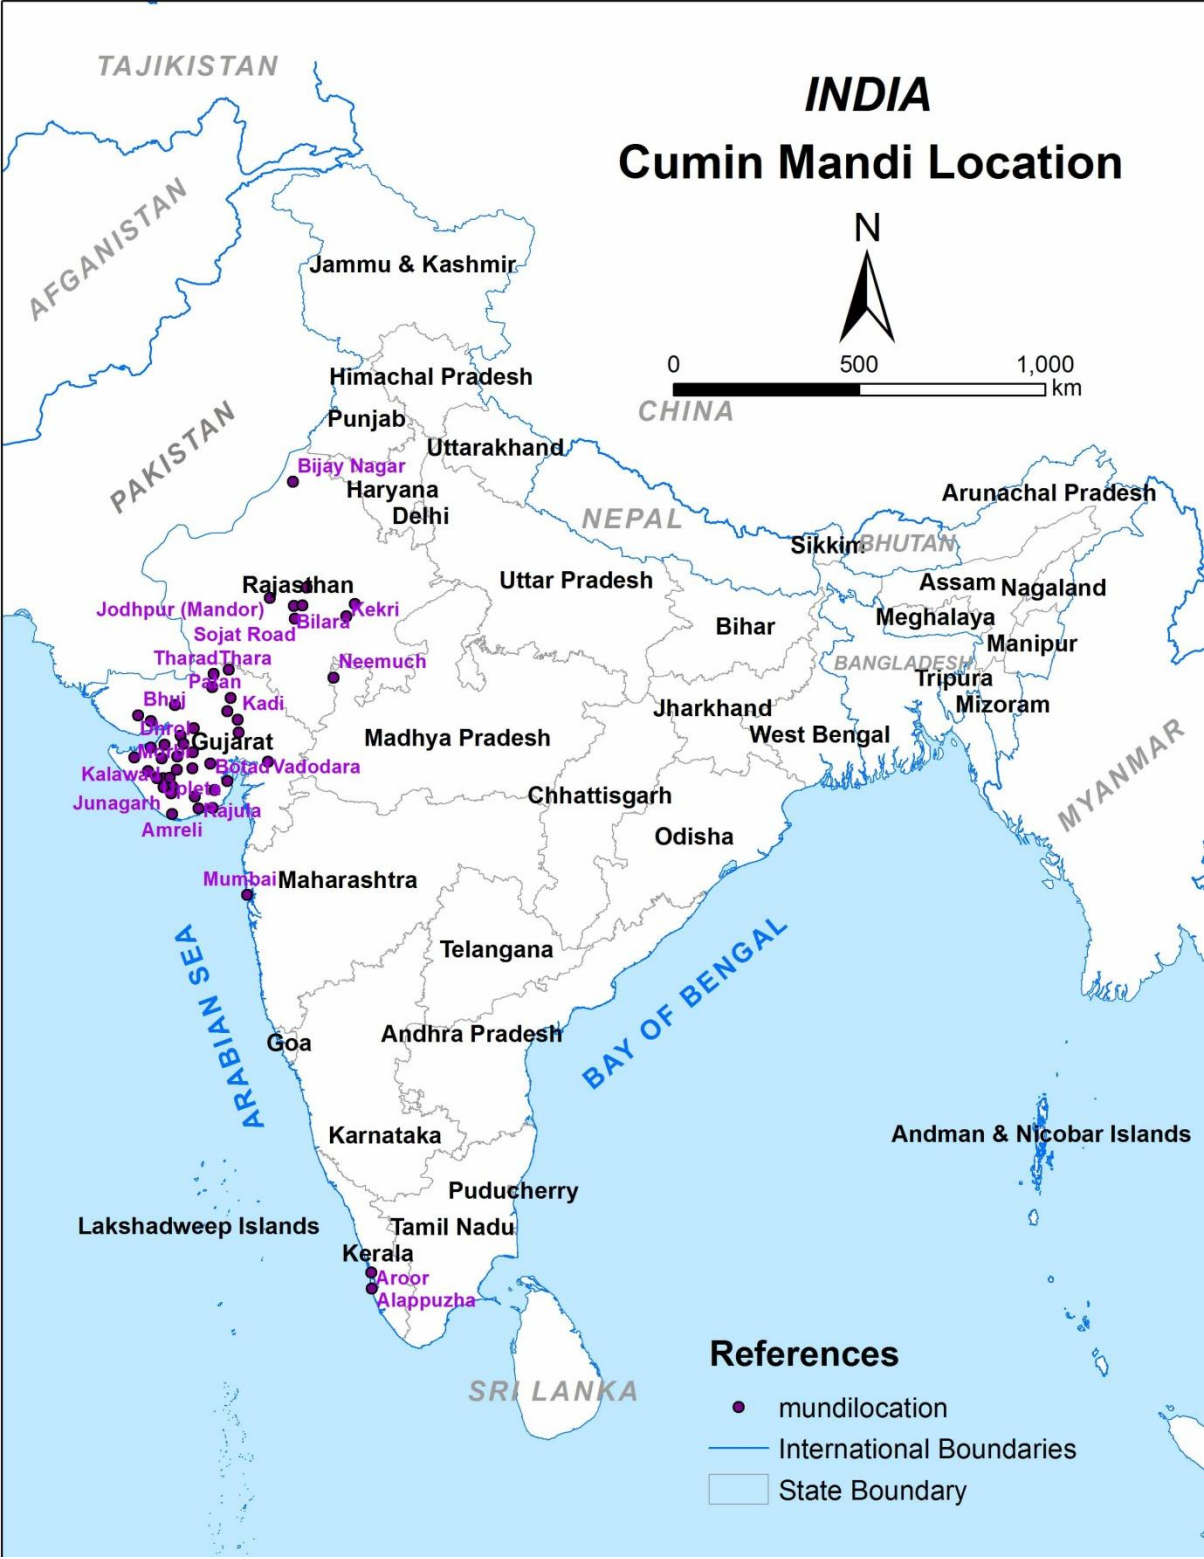 TAJIKISTAN
INDIA
Cumin Mandi Location
AFGANISTAN
N
Jammu & Kashmir
0 500 1,000
km
Himachal Pradesh
CHINA
PAKISTAN
Punjab
Uttarakhand
Bijay Nagar
Haryana
Delhi
NEPAL
Arunachal Pradesh
Sikkim
BHUTAN
Rajasthan
Uttar Pradesh
Assam
Nagaland
Jodhpur (Mandor)
Kekri
Bilara
Meghalaya
Bihar
Sojat Road
Manipur
Tharad
Thara
Neemuch
BANGLADESH
Patan
Tripura
Bhuj
Kadi
Mizoram
Jharkhand
Dhrol
Gujarat
Madhya Pradesh
West Bengal
Morbi
MYANMAR
Kalawad
Botad
Vadodara
Upleta
Chhattisgarh
Junagarh
Rajula
Amreli
Odisha
Mumbai
Maharashtra
Telangana
ARABIAN SEA
BAY OF BENGAL
Andhra Pradesh
Goa
Karnataka
Andman & Nicobar Islands
Puducherry
Lakshadweep Islands
Tamil Nadu
Kerala
Aroor
Alappuzha
References
SRI LANKA
mundilocation
International Boundaries
State Boundary